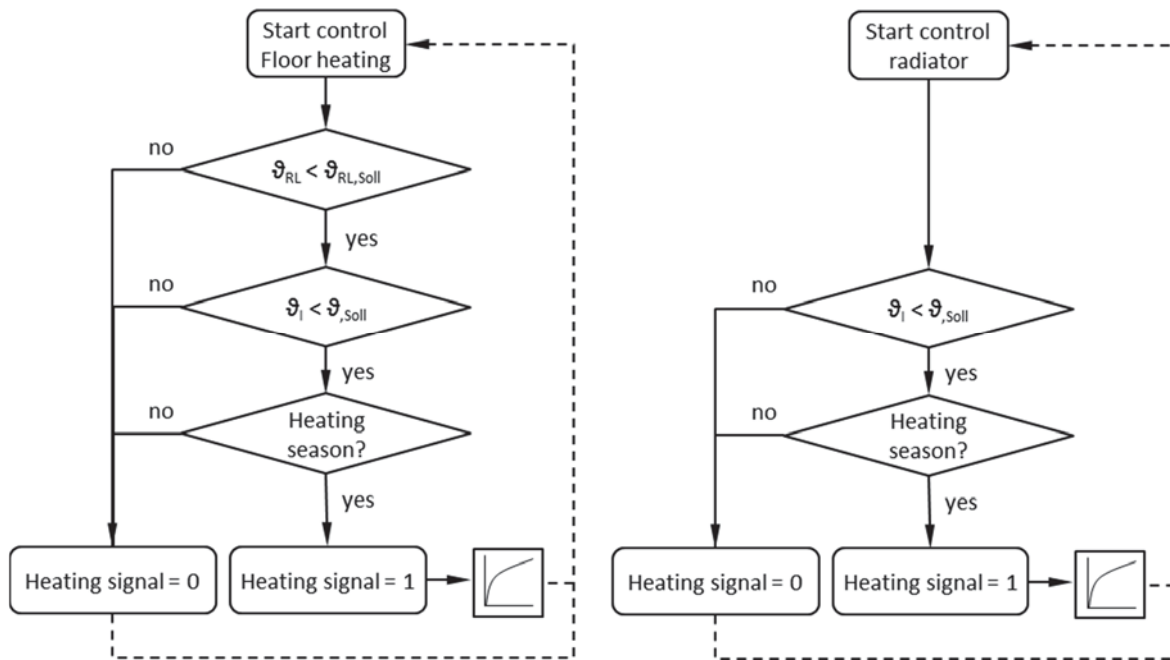 Start control
Floor heating
no
ϑRL < ϑRL,Soll
yes
no
ϑI < ϑ,Soll
yes
no
Heating
season?
yes
Heating signal = 0
Heating signal = 1
Start control
radiator
no
ϑI < ϑ,Soll
yes
no
Heating
season?
yes
Heating signal = 0
Heating signal = 1